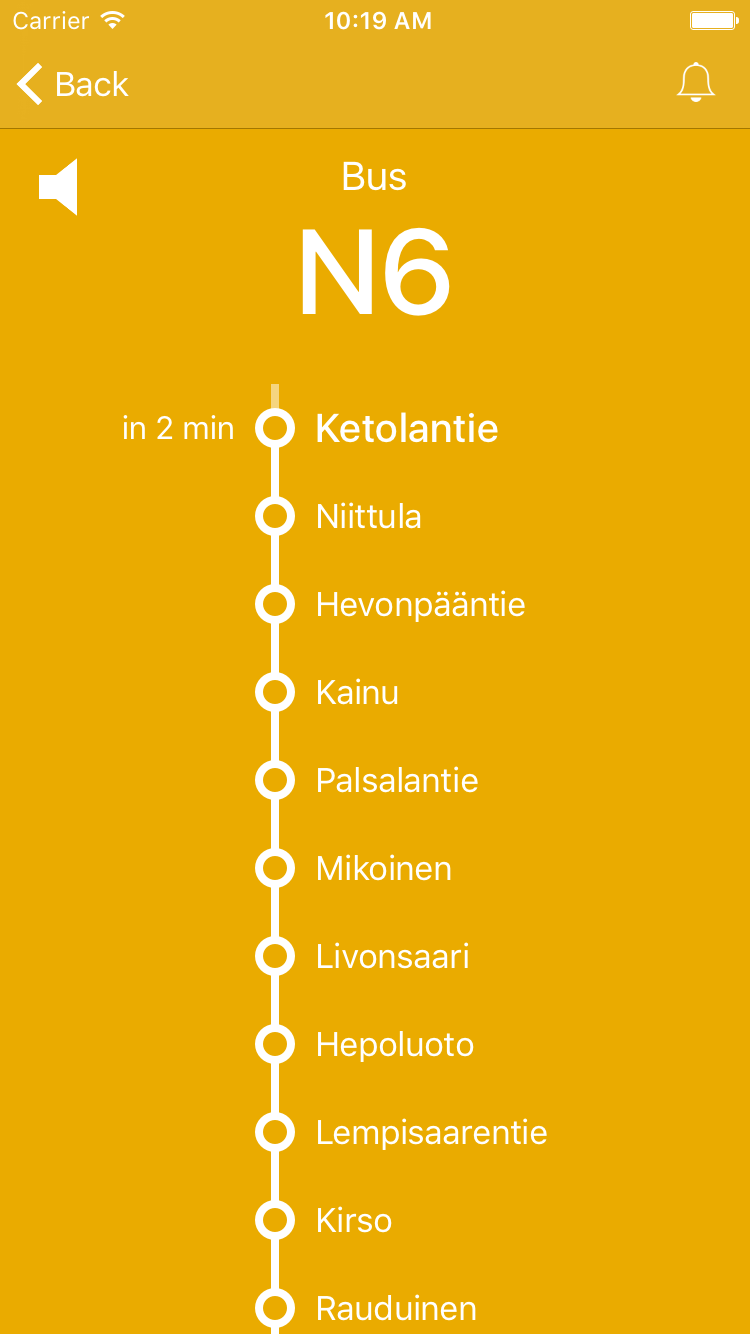 Carrier 10:19 AM
Back
Bus
N6
in 2 min Ketolantie
Niittula
Hevonpääntie
Kainu
Palsalantie
Mikoinen
Livonsaari
Hepoluoto
Lempisaarentie
Kirso
Rauduinen